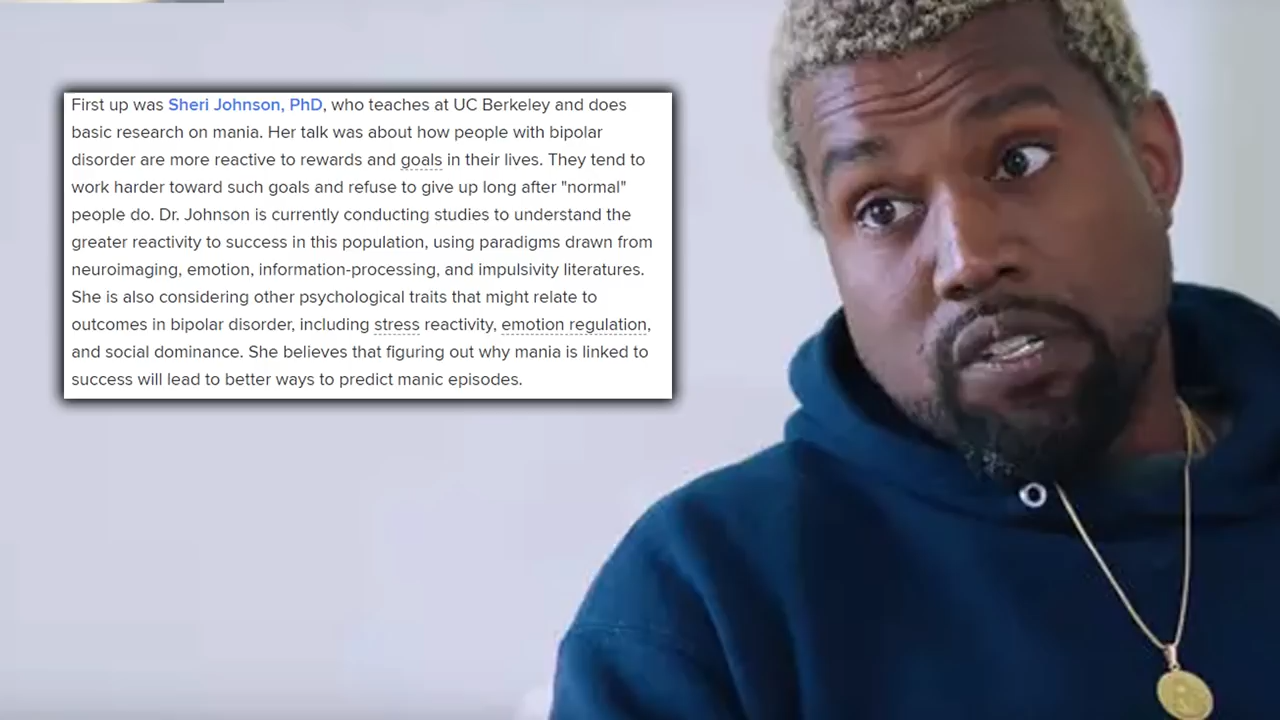 First up was Sheri Johnson, PhD, who teaches at UC Berkeley and does
basic research on mania. Her talk was about how people with bipolar
disorder are more reactive to rewards and goals in their lives. They tend to
work harder toward such goals and refuse to give up long after "normal"
people do. Dr. Johnson is currently conducting studies to understand the
greater reactivity to success in this population, using paradigms drawn from
neuroimaging, emotion, information-processing, and impulsivity literatures.
She is also considering other psychological traits that might relate to
outcomes in bipolar disorder, including stress reactivity, emotion regulation,
and social dominance. She believes that figuring out why mania is linked to
success will lead to better ways to predict manic episodes.